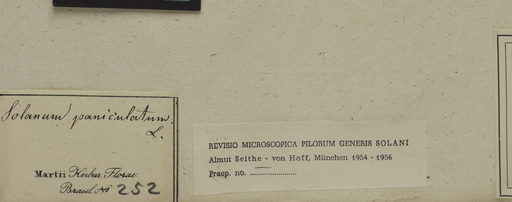 Solanum paniculatum.
L.
Martii Herbar. Florae
Brasil. No 252
REVISIO MICROSCOPICA PILORUM GENERIS SOLANI
Almut Seithe - von Hoff, München 1954 - 1956
Praep. no. ........................